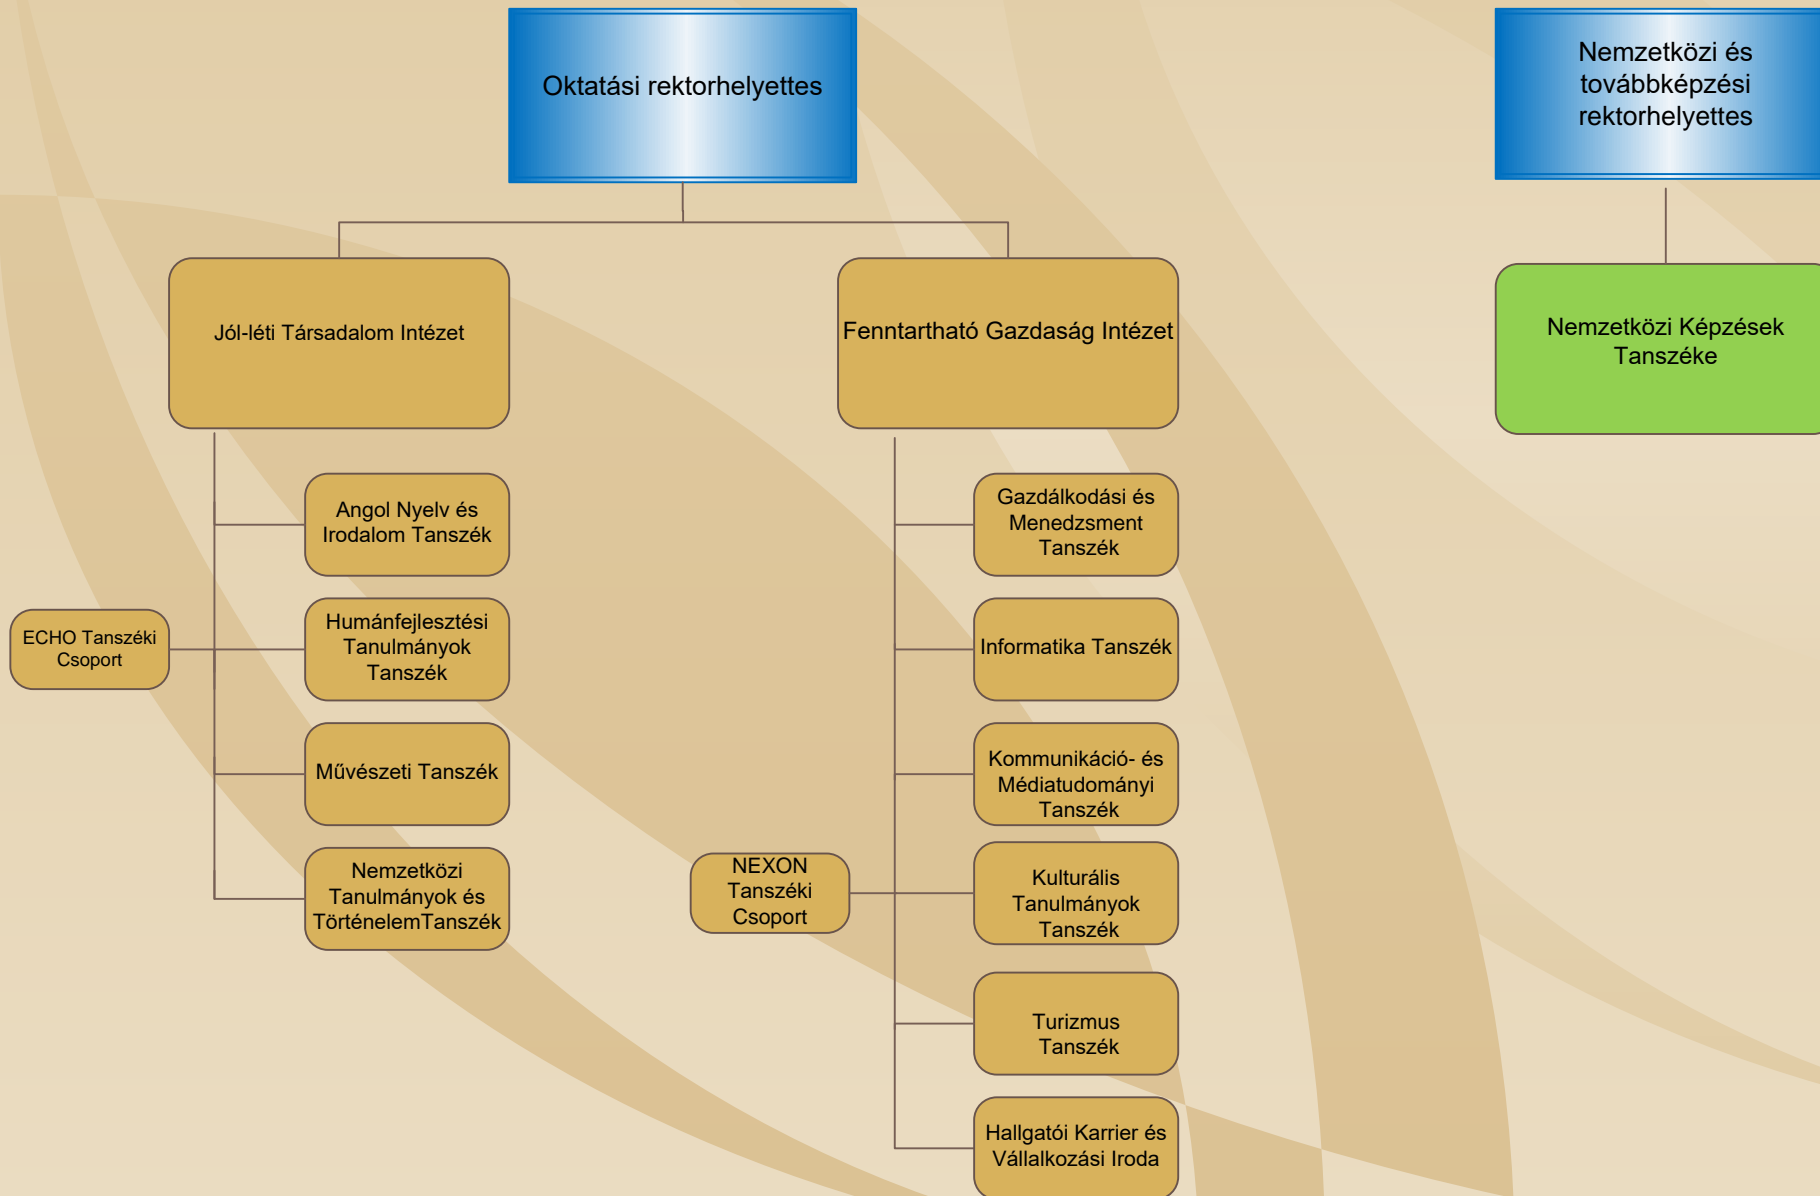 Oktatási rektorhelyettes
Nemzetközi és
továbbképzési
rektorhelyettes
Jól-léti Társadalom Intézet
Fenntartható Gazdaság Intézet
Nemzetközi Képzések
Tanszéke
Angol Nyelv és
Irodalom Tanszék
ECHO Tanszéki
Csoport
Humánfejlesztési
Tanulmányok
Tanszék
Művészeti Tanszék
Nemzetközi
Tanulmányok és
TörténelemTanszék
Gazdálkodási és
Menedzsment
Tanszék
Informatika Tanszék
Kommunikáció- és
Médiatudományi
Tanszék
NEXON
Tanszéki
Csoport
Kulturális
Tanulmányok
Tanszék
Turizmus
Tanszék
Hallgatói Karrier és
Vállalkozási Iroda